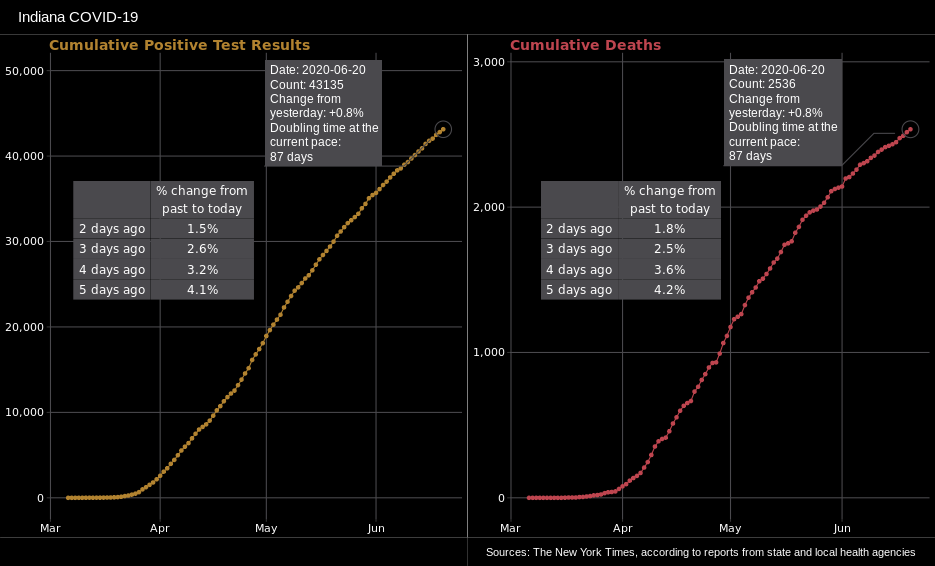 Indiana COVID-19
Cumulative Positive Test Results
50,000
40,000
30,000
20,000
10,000
0
Mar
Apr
May
Jun
Date: 2020-06-20
Count: 43135
Change from
yesterday: +0.8%
Doubling time at the
current pace:
87 days
% change from
past to today
2 days ago 1.5%
3 days ago 2.6%
4 days ago 3.2%
5 days ago 4.1%
Cumulative Deaths
3,000
2,000
1,000
0
Mar
Apr
May
Jun
Date: 2020-06-20
Count: 2536
Change from
yesterday: +0.8%
Doubling time at the
current pace:
87 days
% change from
past to today
2 days ago 1.8%
3 days ago 2.5%
4 days ago 3.6%
5 days ago 4.2%
Sources: The New York Times, according to reports from state and local health agencies